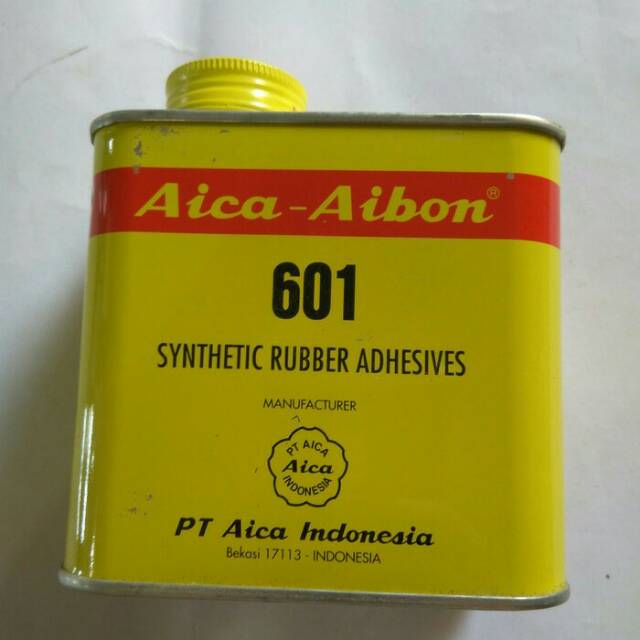 Aica-Aibon®
601
SYNTHETIC RUBBER ADHESIVES
MANUFACTURER
PT AICA
Aica
INDONESIA
PT Aica Indonesia
Bekasi 17113 - INDONESIA